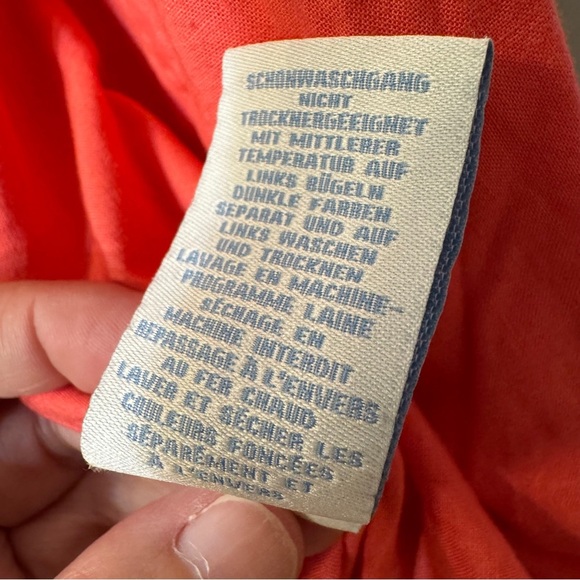 SCHONWASCHGANG
NICHT
TROCKNERGEEIGNET
MIT MITTLERER
TEMPERATUR AUF
LINKS BÜGELN
DUNKLE FARBEN
SEPARAT UND AUF
LINKS WASCHEN
UND TROCKNEN
LAVAGE EN MACHINE-
PROGRAMME LAINE
SÉCHAGE EN
MACHINE INTERDIT
REPASSAGE À L'ENVERS
AU FER CHAUD
LAVER ET SÉCHER LES
COULEURS FONCÉES
SÉPARÉMENT ET
À L'ENVERS